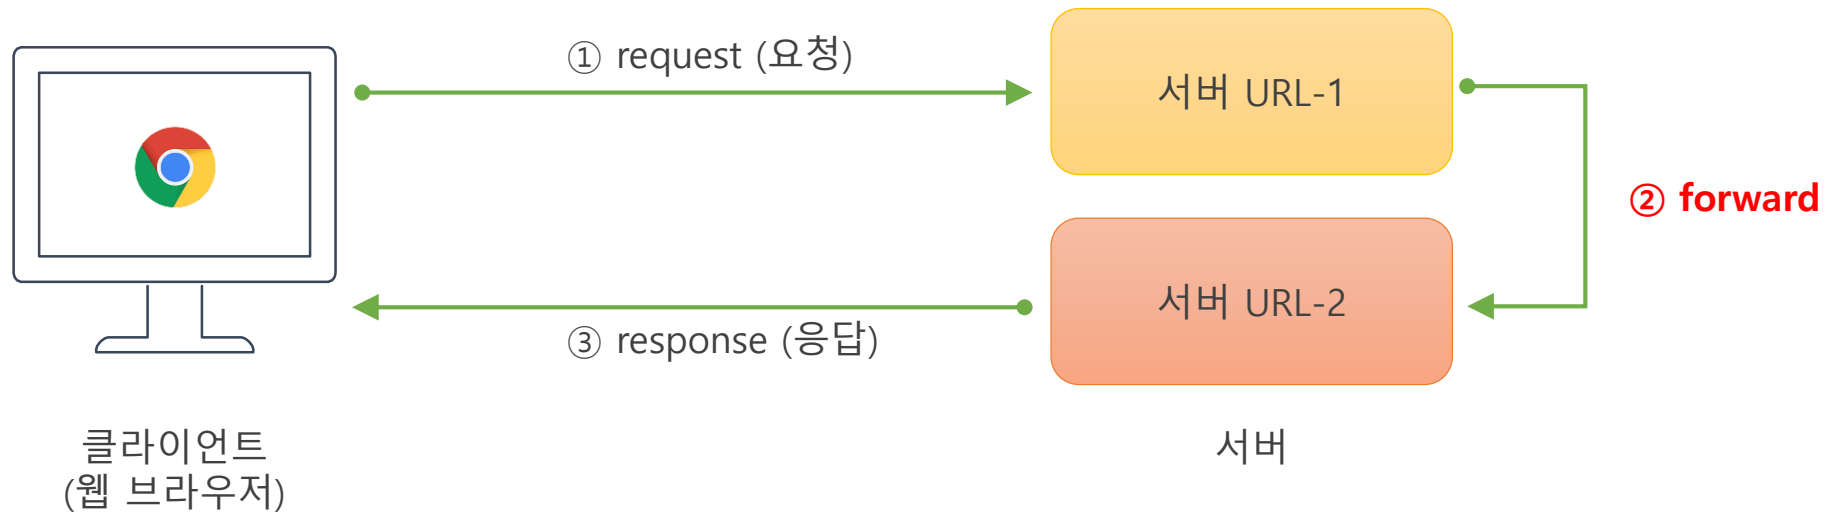 ① request (요청)
서버 URL-1
② forward
서버 URL-2
③ response (응답)
클라이언트
(웹 브라우저)
서버